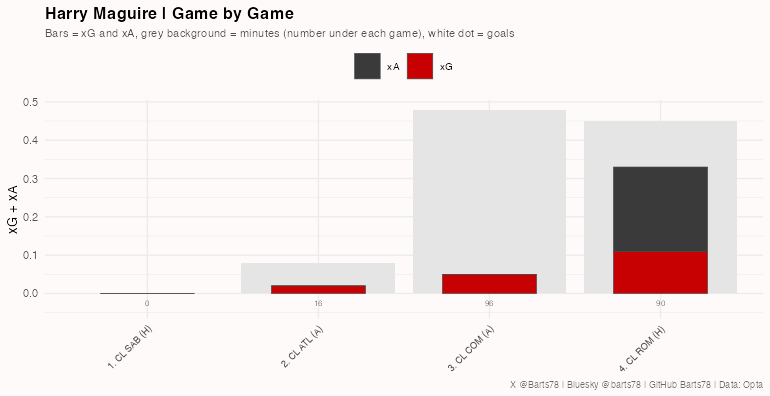 Harry Maguire | Game by Game
Bars = xG and xA, grey background = minutes (number under each game), white dot = goals
xA xG
xG + xA
0.5
0.4
0.3
0.2
0.1
0.0
0 16 96 90
1. CL SAB (H) 2. CL ATL (A) 3. CL COM (A) 4. CL ROM (H)
X @Barts78 | Bluesky @barts78 | GitHub Barts78 | Data: Opta